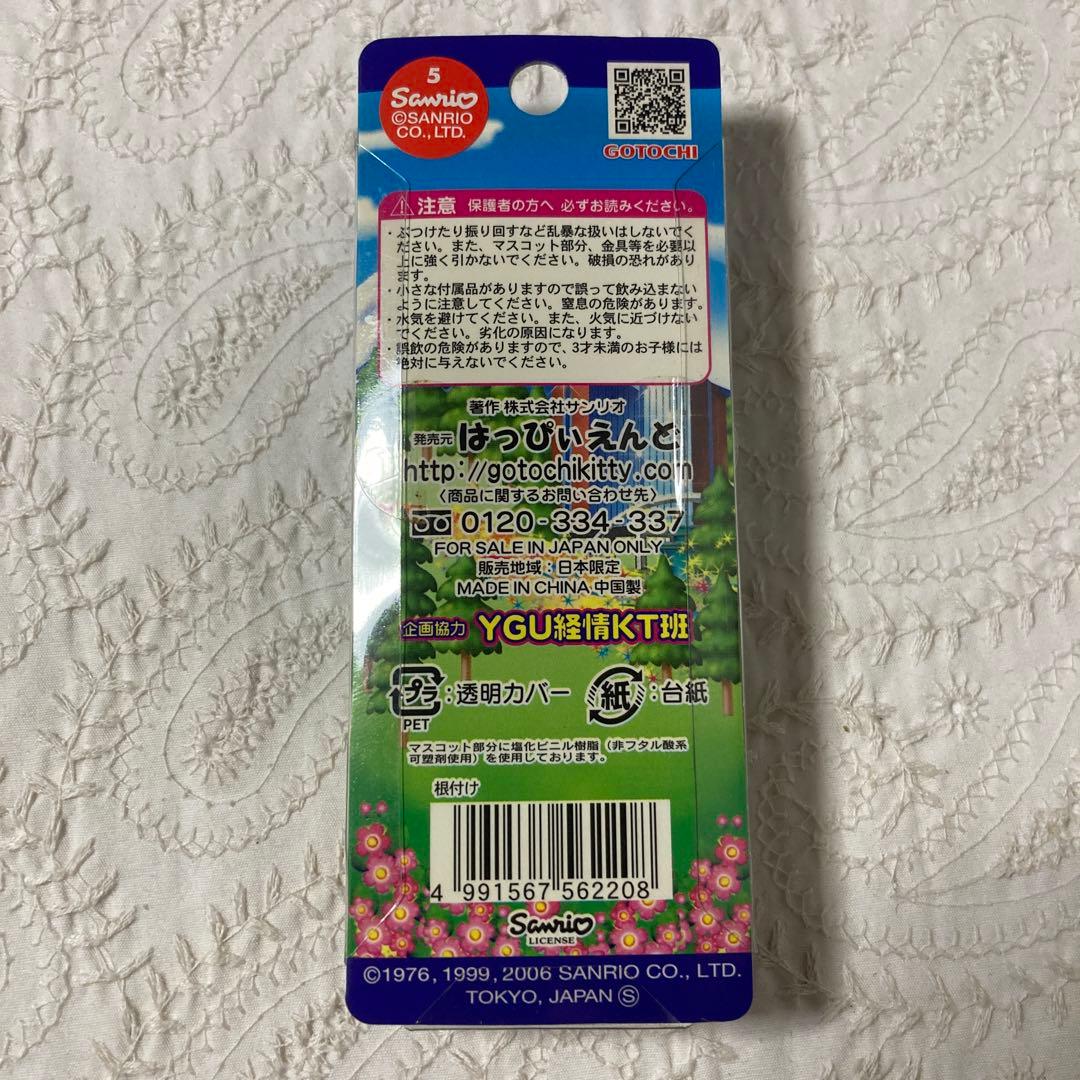 5
Sanrio
©SANRIO
CO.,LTD.
GOTOCHI
注意 保護者の方へ 必ずお読みください。
・ぶつけたり振り回すなど乱暴な扱いはしないでく
ださい。また、マスコット部分、金具等を必要以
上に強く引かないでください。破損の恐れがあり
ます。
・小さな付属品がありますので誤って飲み込まない
ように注意してください。窒息の危険があります。
・水気を避けてください。また、火気に近づけない
でください。劣化の原因になります。
・誤飲の危険がありますので、3才未満のお子様には
絶対に与えないでください。
著作 株式会社サンリオ
発売元 はっぴぃえんど
http://gotochikitty.com
〈商品に関するお問い合わせ先〉
0120-334-337
FOR SALE IN JAPAN ONLY
販売地域:日本限定
MADE IN CHINA 中国製
企画協力 YGU経情KT班
プラ:透明カバー 紙:台紙
PET
マスコット部分に塩化ビニル樹脂(非フタル酸系
可塑剤使用)を使用しております。
根付け
4 991567 562208
Sanrio
LICENSE
©1976, 1999, 2006 SANRIO CO., LTD.
TOKYO, JAPAN Ⓢ